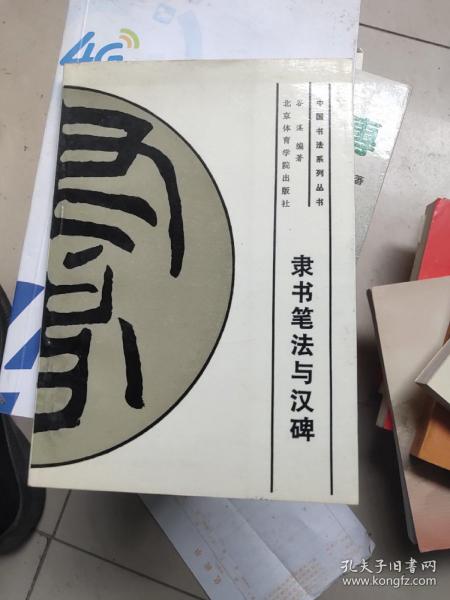 中国书法系列丛书
谷溪 编著
北京体育学院出版社
隶书笔法与汉碑
4G
孔夫子旧书网
www.kongfz.com